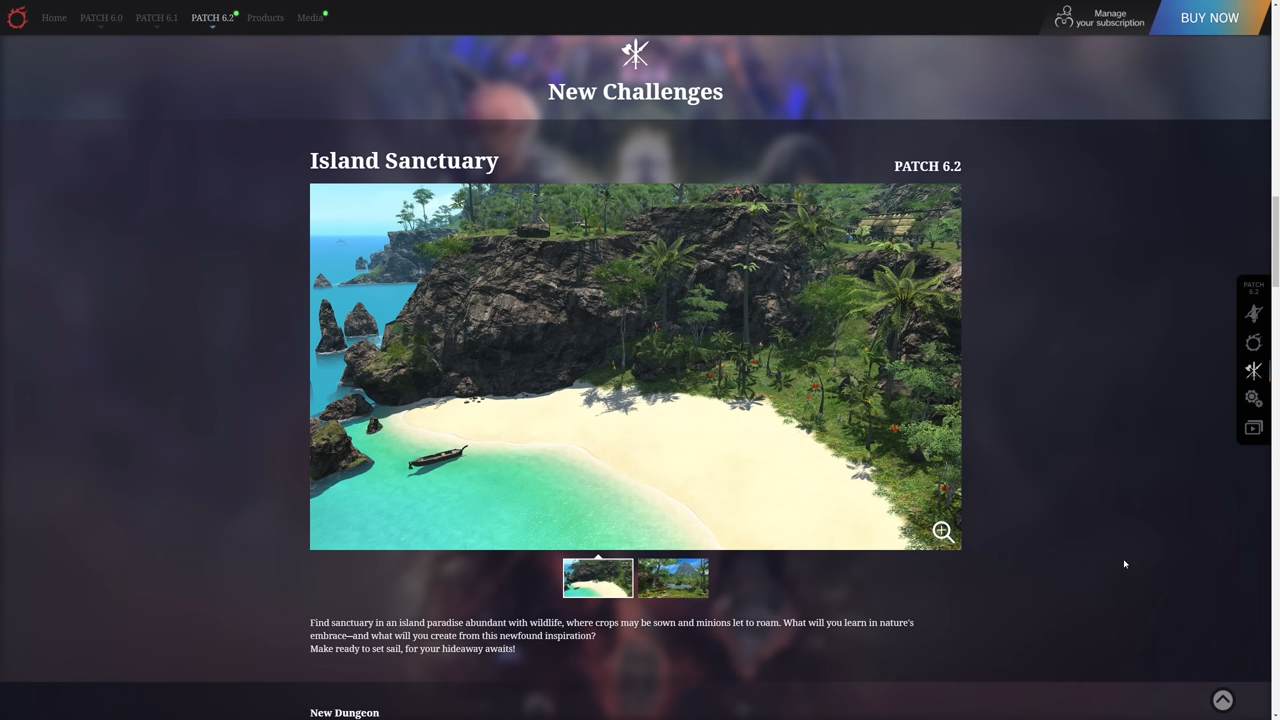 Home
PATCH 6.0
PATCH 6.1
PATCH 6.2
Products
Media
Manage
your subscription
BUY NOW
New Challenges
Island Sanctuary
PATCH 6.2
PATCH
6.2
Find sanctuary in an island paradise abundant with wildlife, where crops may be sown and minions let to roam. What will you learn in nature's
embrace—and what will you create from this newfound inspiration?
Make ready to set sail, for your hideaway awaits!
New Dungeon